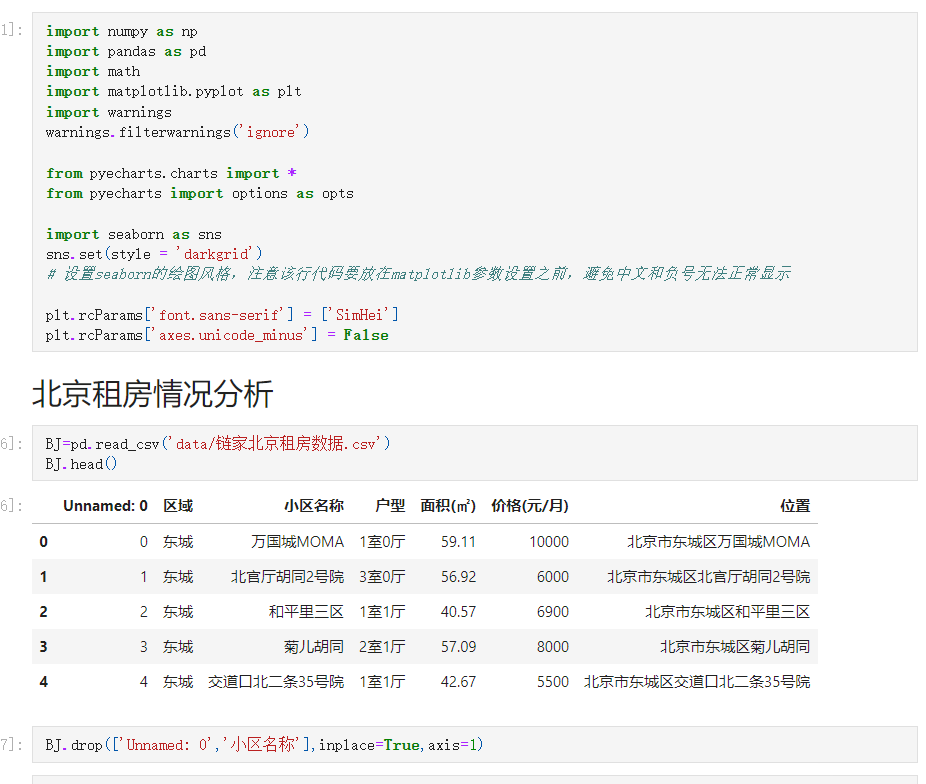 1]:
import numpy as np
import pandas as pd
import math
import matplotlib.pyplot as plt
import warnings
warnings.filterwarnings('ignore')
from pyecharts.charts import *
from pyecharts import options as opts
import seaborn as sns
sns.set(style = 'darkgrid')
# 设置seaborn的绘图风格，注意该行代码要放在matplotlib参数设置之前，避免中文和负号无法正常显示
plt.rcParams['font.sans-serif'] = ['SimHei']
plt.rcParams['axes.unicode_minus'] = False
北京租房情况分析
6]:
BJ=pd.read_csv('data/链家北京租房数据.csv')
BJ.head()
6]:
Unnamed: 0 区域 小区名称 户型 面积(㎡) 价格(元/月) 位置
0 0 东城 万国城MOMA 1室0厅 59.11 10000 北京市东城区万国城MOMA
1 1 东城 北官厅胡同2号院 3室0厅 56.92 6000 北京市东城区北官厅胡同2号院
2 2 东城 和平里三区 1室1厅 40.57 6900 北京市东城区和平里三区
3 3 东城 菊儿胡同 2室1厅 57.09 8000 北京市东城区菊儿胡同
4 4 东城 交道口北二条35号院 1室1厅 42.67 5500 北京市东城区交道口北二条35号院
7]:
BJ.drop(['Unnamed: 0','小区名称'],inplace=True,axis=1)